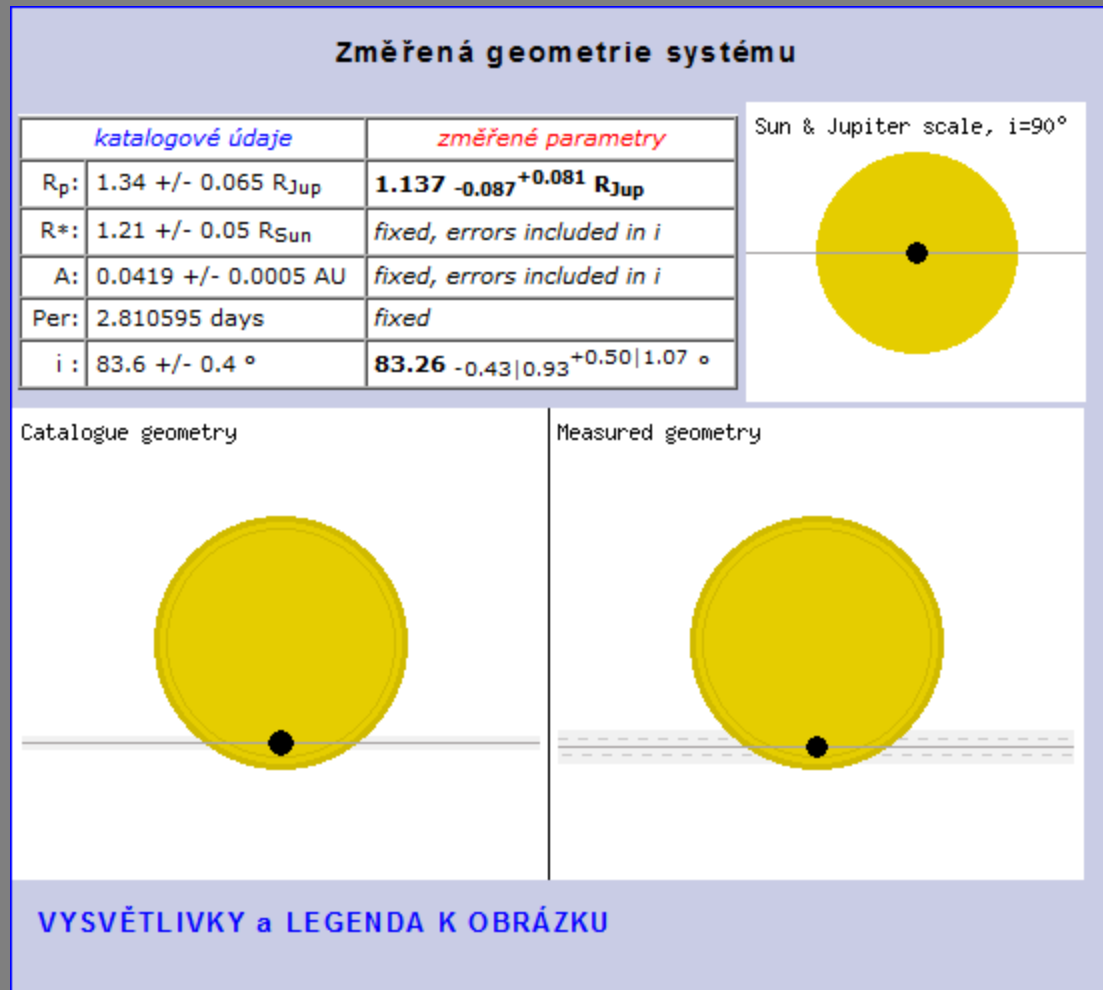 Změřená geometrie systému
katalogové údaje změřené parametry
Rp: 1.34 +/- 0.065 RJup 1.137 -0.087+0.081 RJup
R*: 1.21 +/- 0.05 RSun fixed, errors included in i
A: 0.0419 +/- 0.0005 AU fixed, errors included in i
Per: 2.810595 days fixed
i : 83.6 +/- 0.4 ° 83.26 -0.43|0.93+0.50|1.07 °
Sun & Jupiter scale, i=90°
Catalogue geometry
Measured geometry
VYSVĚTLIVKY a LEGENDA K OBRÁZKU